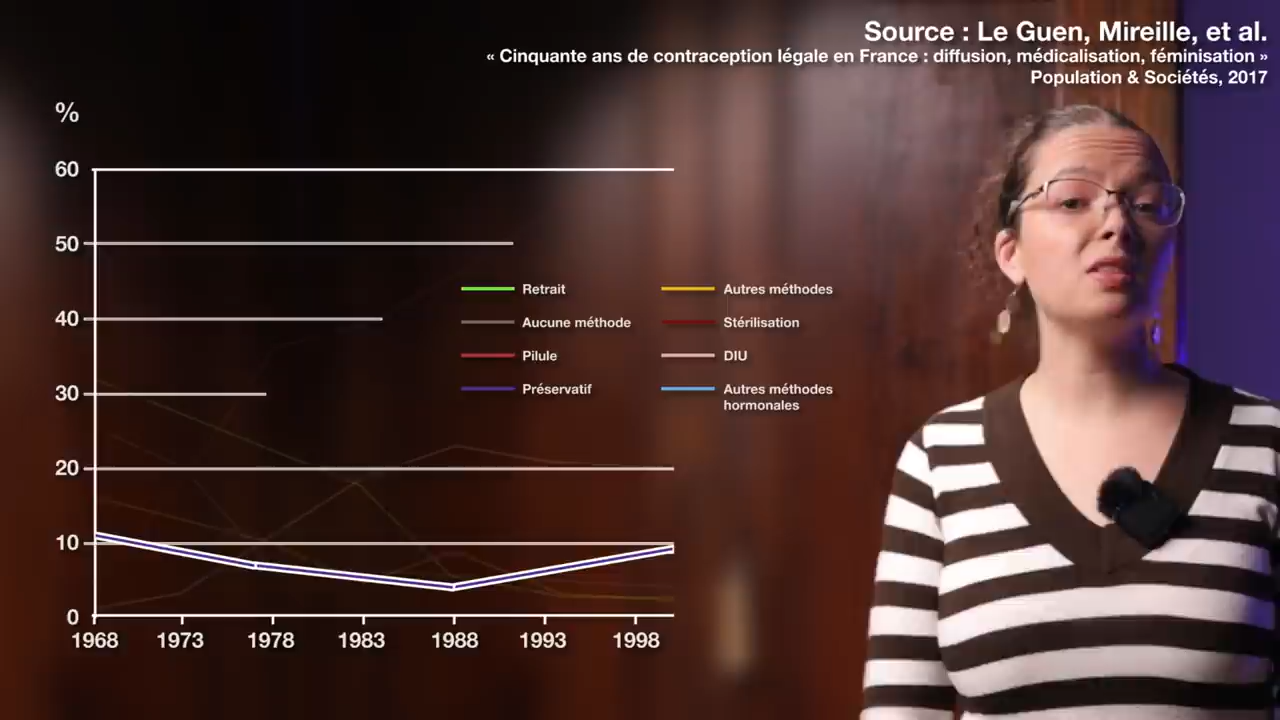 Source : Le Guen, Mireille, et al.
« Cinquante ans de contraception légale en France : diffusion, médicalisation, féminisation »
Population & Sociétés, 2017
%
60
50
40
30
20
10
0
1968 1973 1978 1983 1988 1993 1998
Retrait
Aucune méthode
Pilule
Préservatif
Autres méthodes
Stérilisation
DIU
Autres méthodes
hormonales